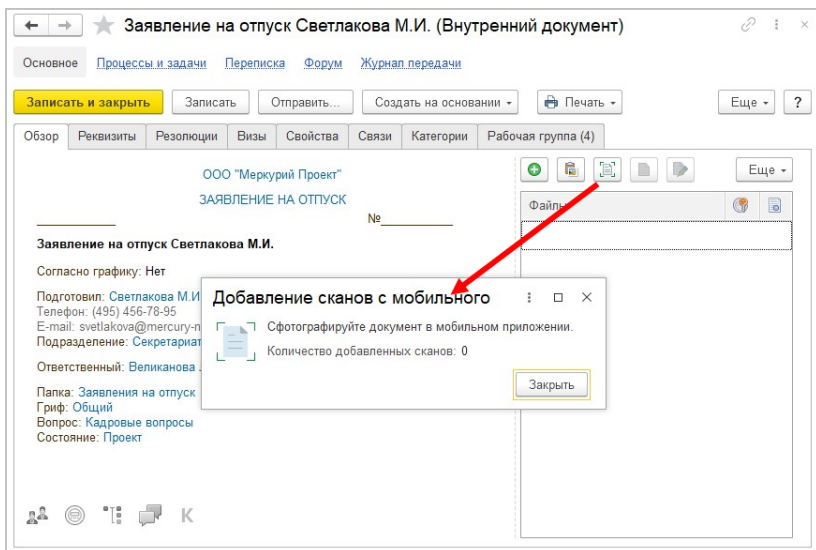 Заявление на отпуск Светлакова М.И. (Внутренний документ)
Основное Процессы и задачи Переписка Форум Журнал передачи
Записать и закрыть Записать Отправить... Создать на основании Печать Еще ?
Обзор Реквизиты Резолюции Визы Свойства Связи Категории Рабочая группа (4)
ООО "Меркурий Проект"
ЗАЯВЛЕНИЕ НА ОТПУСК
№
Заявление на отпуск Светлакова М.И.
Согласно графику: Нет
Подготовил: Светлакова М.И
Телефон: (495) 456-78-95
E-mail: svetlakova@mercury-
Подразделение: Секретариат
Ответственный: Великанова
Папка: Заявления на отпуск
Гриф: Общий
Вопрос: Кадровые вопросы
Состояние: Проект
К
Еще
Файлы
Добавление сканов с мобильного
Сфотографируйте документ в мобильном приложении.
Количество добавленных сканов: 0
Закрыть